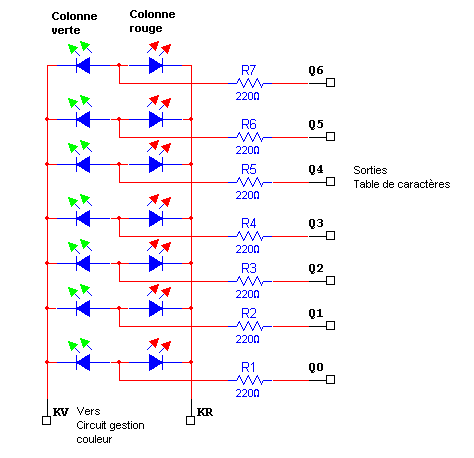 Colonne verte
Colonne rouge
R7 Q6
220Ω
R6 Q5
220Ω
R5 Q4
220Ω
Sorties
Table de caractères
R4 Q3
220Ω
R3 Q2
220Ω
R2 Q1
220Ω
R1 Q0
220Ω
KV Vers KR
Circuit gestion
couleur